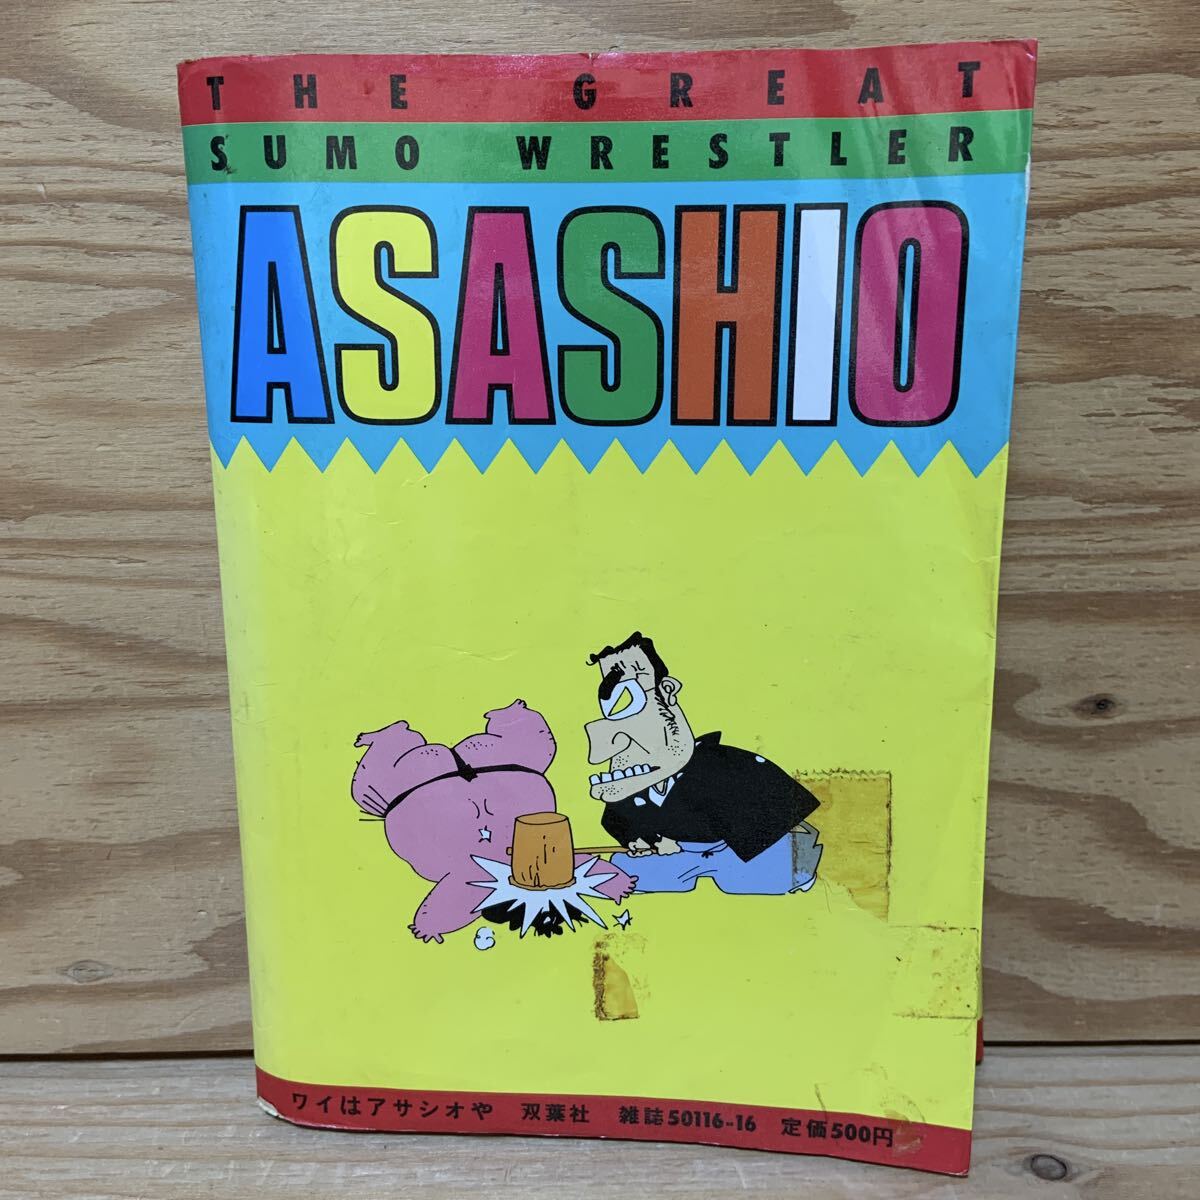 THE GREAT
SUMO WRESTLER
ASASHIO
ワイはアサシオや 双葉社 雑誌50116-16 定価500円